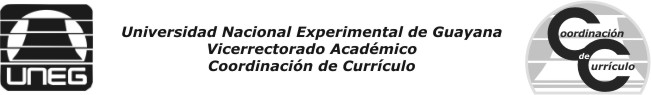 UNEG
Universidad Nacional Experimental de Guayana
Vicerrectorado Académico
Coordinación de Currículo
Coordinación
de
Currículo